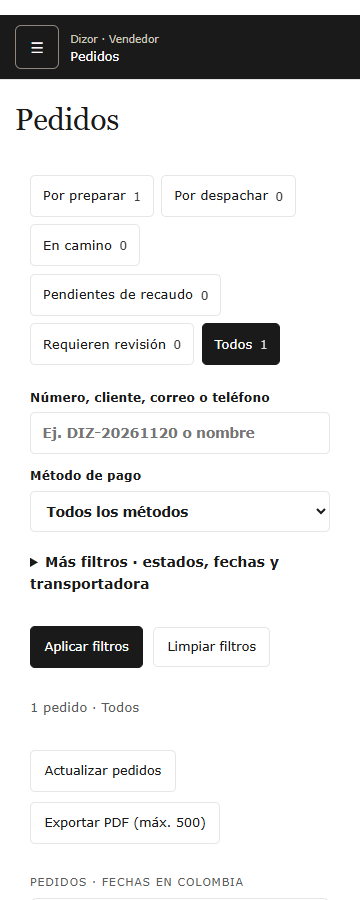 ☰
Dizor · Vendedor
Pedidos
Pedidos
Por preparar 1
Por despachar 0
En camino 0
Pendientes de recaudo 0
Requieren revisión 0
Todos 1
Número, cliente, correo o teléfono
Ej. DIZ-20261120 o nombre
Método de pago
Todos los métodos
▶ Más filtros · estados, fechas y
transportadora
Aplicar filtros
Limpiar filtros
1 pedido · Todos
Actualizar pedidos
Exportar PDF (máx. 500)
PEDIDOS · FECHAS EN COLOMBIA